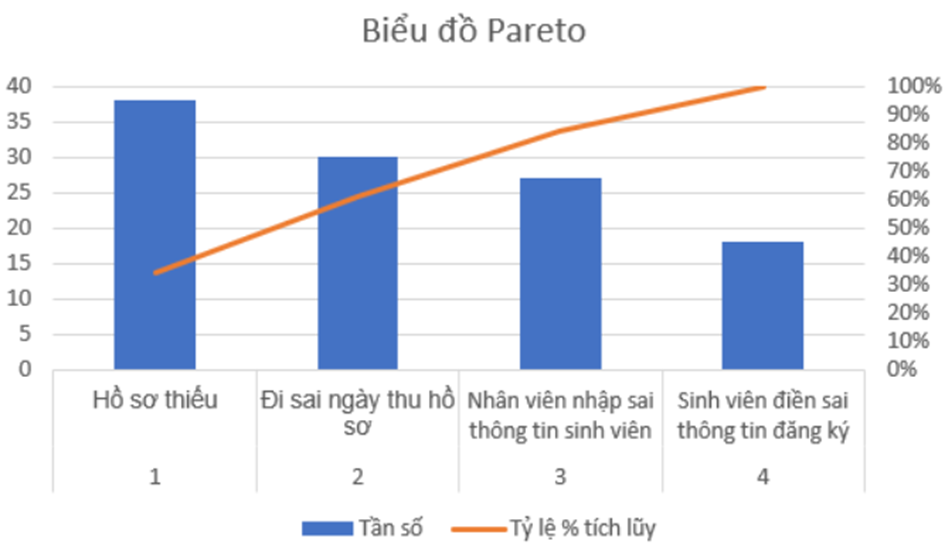 Biểu đồ Pareto
40
35
30
25
20
15
10
5
0
100%
90%
80%
70%
60%
50%
40%
30%
20%
10%
0%
Hồ sơ thiếu
Đi sai ngày thu hồ
sơ
Nhân viên nhập sai
thông tin sinh viên
Sinh viên điền sai
thông tin đăng ký
1 2 3 4
Tần số Tỷ lệ % tích lũy